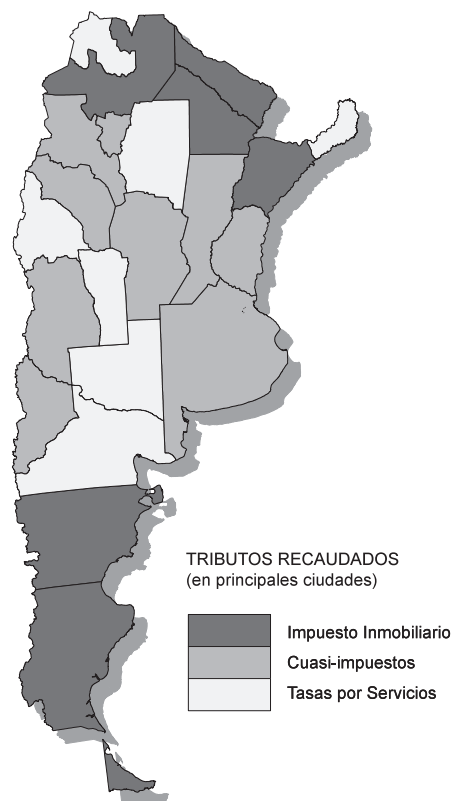 TRIBUTOS RECAUDADOS
(en principales ciudades)
Impuesto Inmobiliario
Cuasi-impuestos
Tasas por Servicios